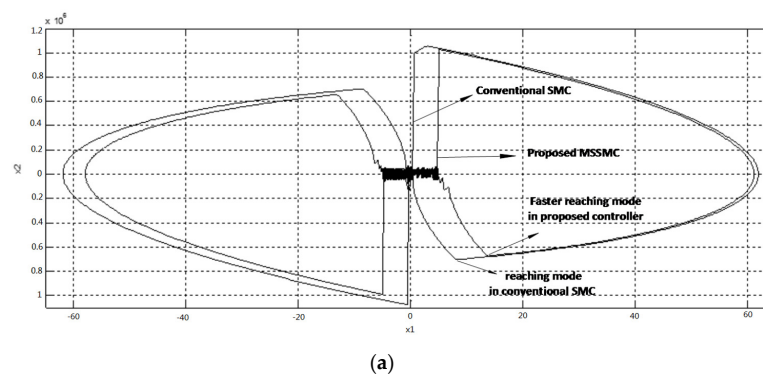 x 10⁶
1.2
1
0.8
0.6
0.4
0.2
0
0.2
0.4
0.6
0.8
1
x2
Conventional SMC
Proposed MSSMC
Faster reaching mode
in proposed controller
reaching mode
in conventional SMC
-60 -40 -20 0 20 40 60
x1
(a)